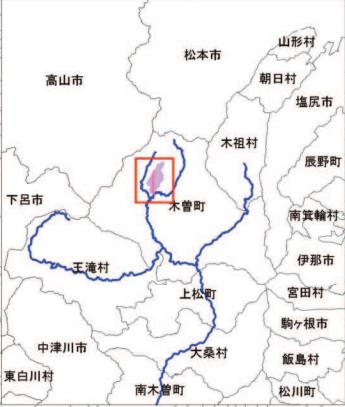 山形村
松本市
朝日村
高山市
塩尻市
木祖村
辰野町
下呂市
木曽町
南箕輪村
伊那市
王滝村
上松町
宮田村
駒ヶ根市
中津川市
大桑村
飯島村
東白川村
南木曽町
松川町